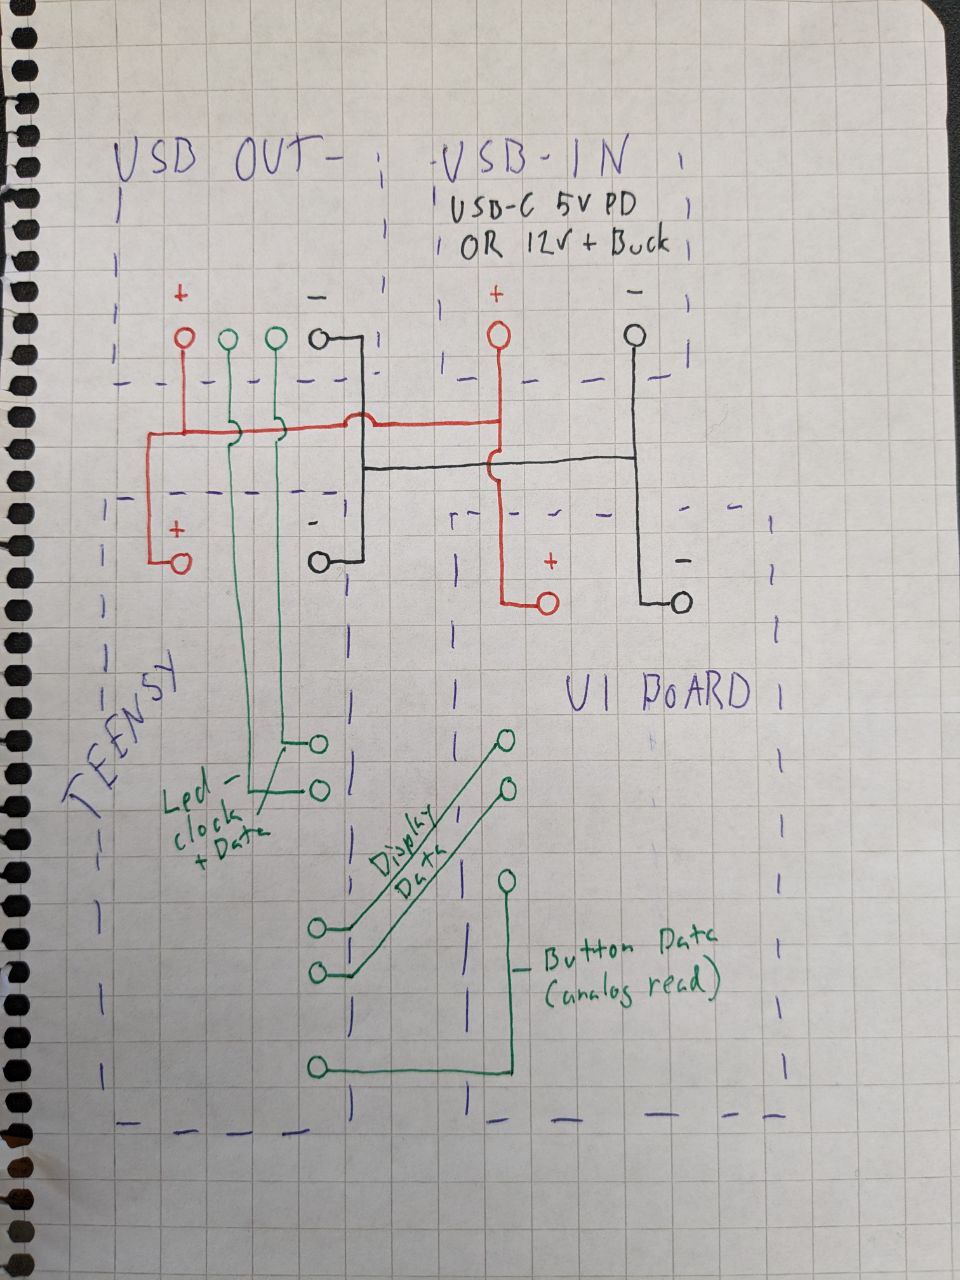 USB OUT
USB-IN
USB-C 5V PD
OR 12V + Buck
+
-
+
-
+
-
+
-
TEENSY
UI BOARD
Led
clock
+ Data
Display
Data
Button Data
(analog read)